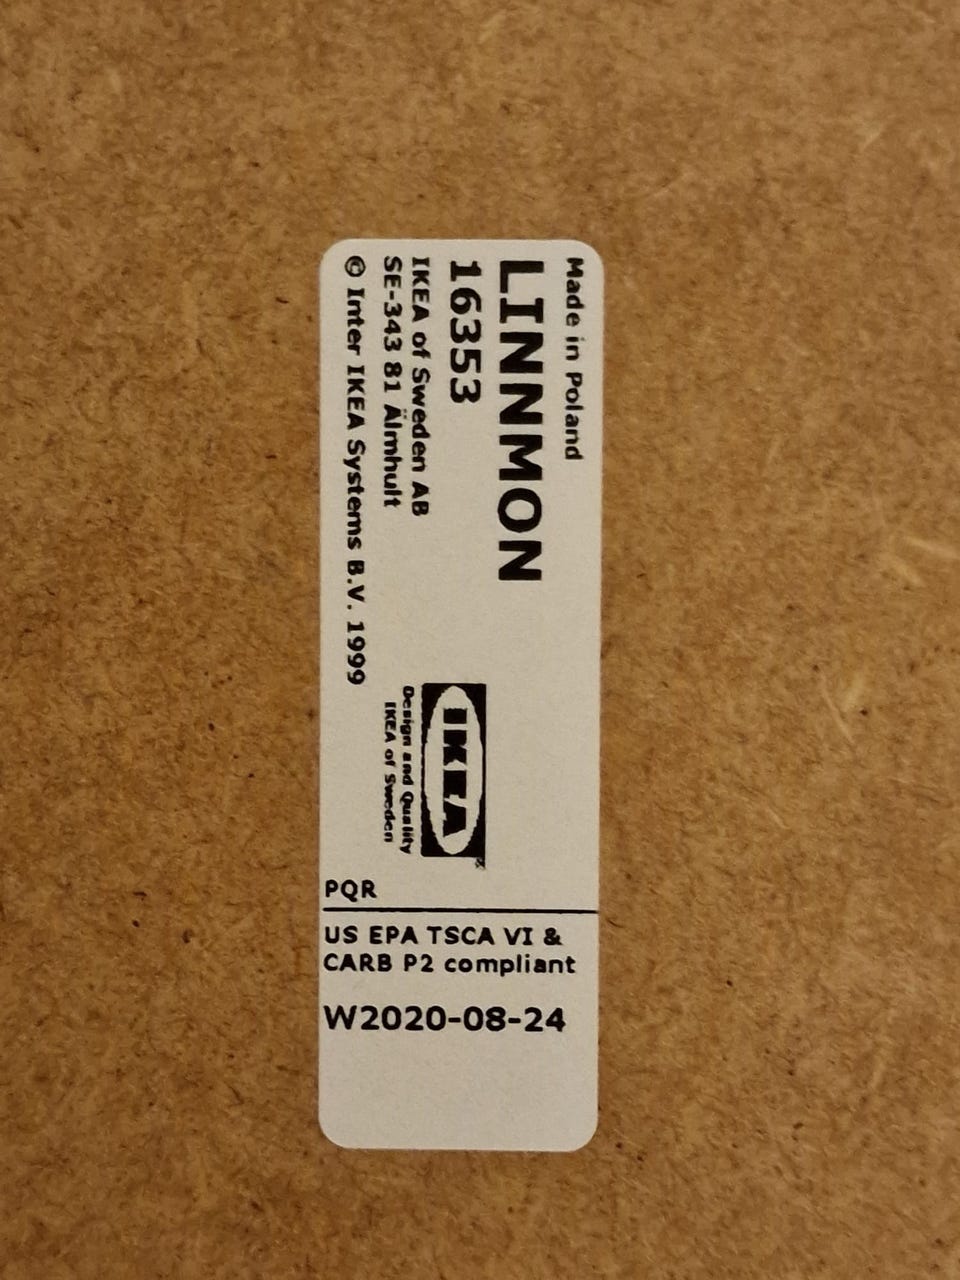 Made in Poland
LINNMON
16353
IKEA of Sweden AB
SE-343 81 Älmhult
© Inter IKEA Systems B.V. 1999
IKEA®
Design and Quality
IKEA of Sweden
PQR
US EPA TSCA VI &
CARB P2 compliant
W2020-08-24